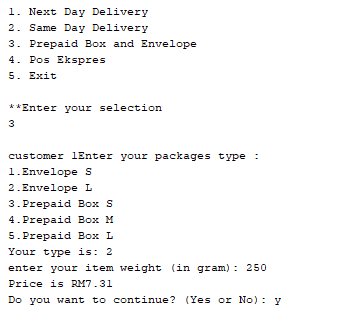 1. Next Day Delivery
2. Same Day Delivery
3. Prepaid Box and Envelope
4. Pos Ekspres
5. Exit
**Enter your selection
3
customer 1Enter your packages type :
1.Envelope S
2.Envelope L
3.Prepaid Box S
4.Prepaid Box M
5.Prepaid Box L
Your type is: 2
enter your item weight (in gram): 250
Price is RM7.31
Do you want to continue? (Yes or No): y